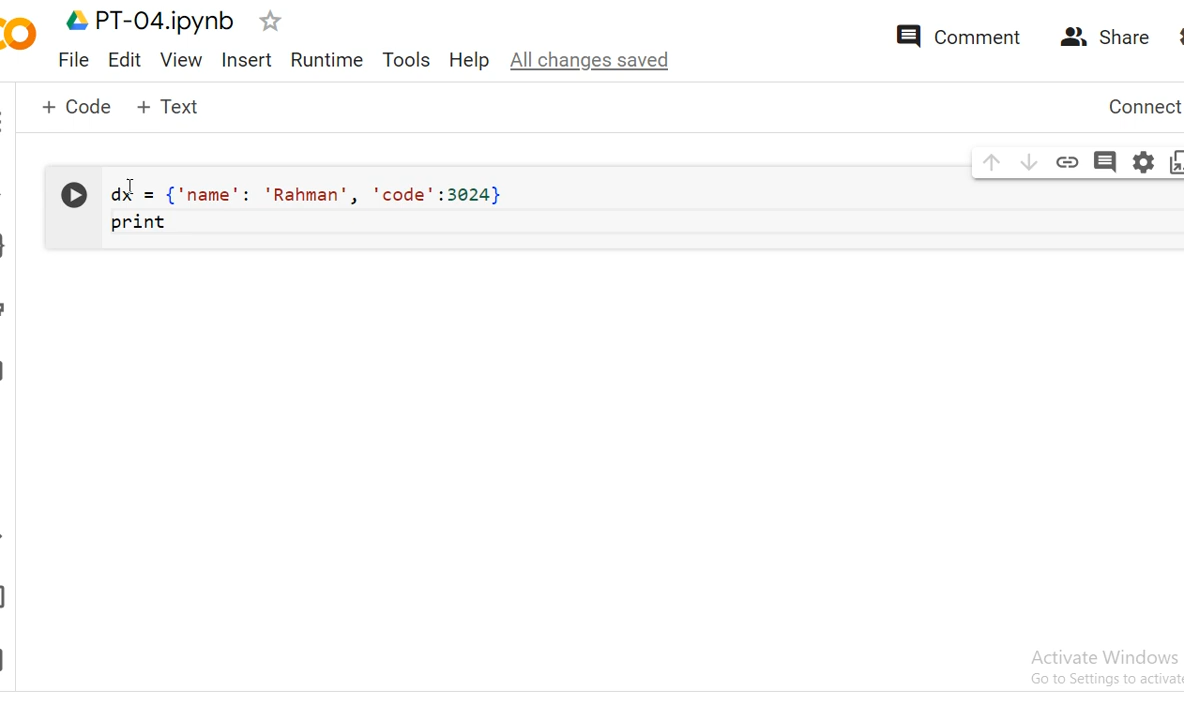 PT-04.ipynb
Comment
Share
File Edit View Insert Runtime Tools Help All changes saved
+ Code + Text
Connect
dx = {'name': 'Rahman', 'code':3024}
print
Activate Windows
Go to Settings to activate